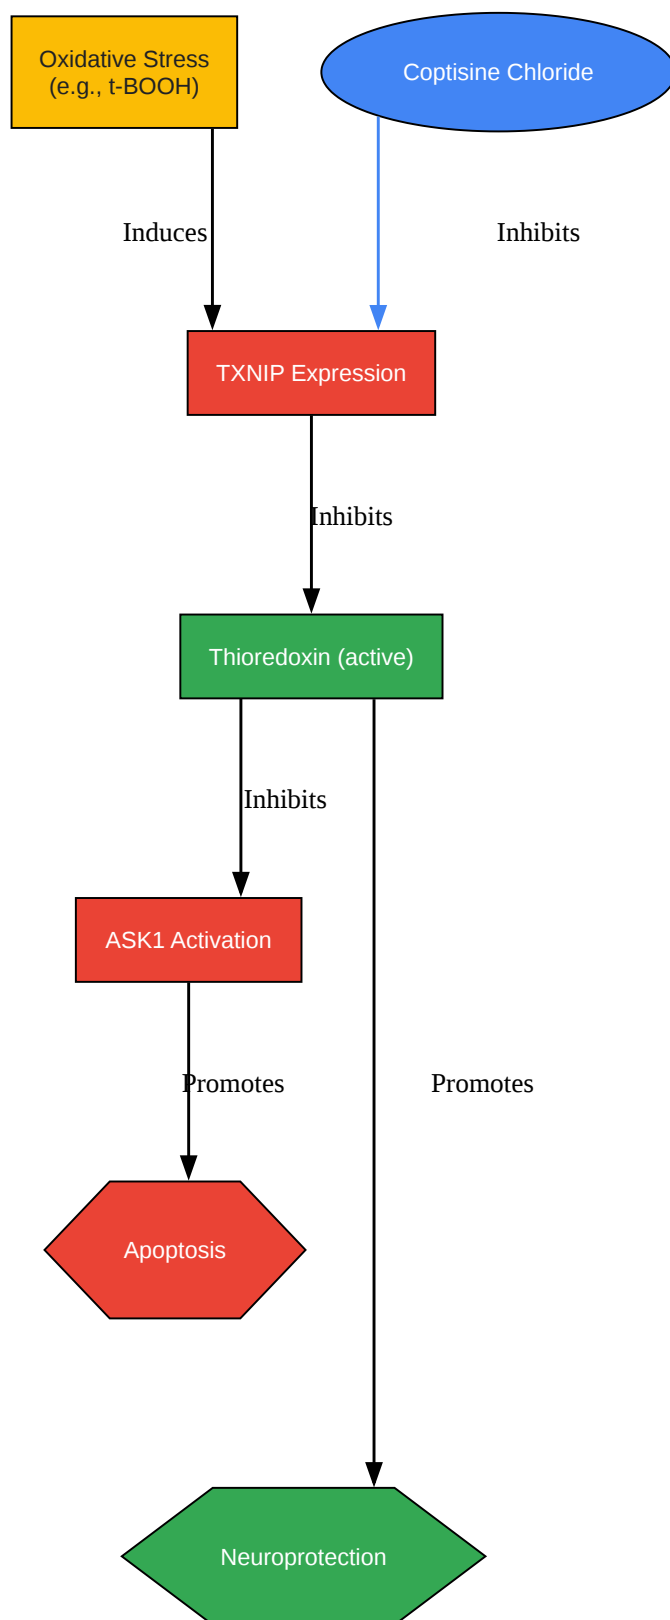 Oxidative Stress
(e.g., t-BOOH)
Coptisine Chloride
Induces
Inhibits
TXNIP Expression
Inhibits
Thioredoxin (active)
Inhibits
ASK1 Activation
Promotes
Promotes
Apoptosis
Neuroprotection